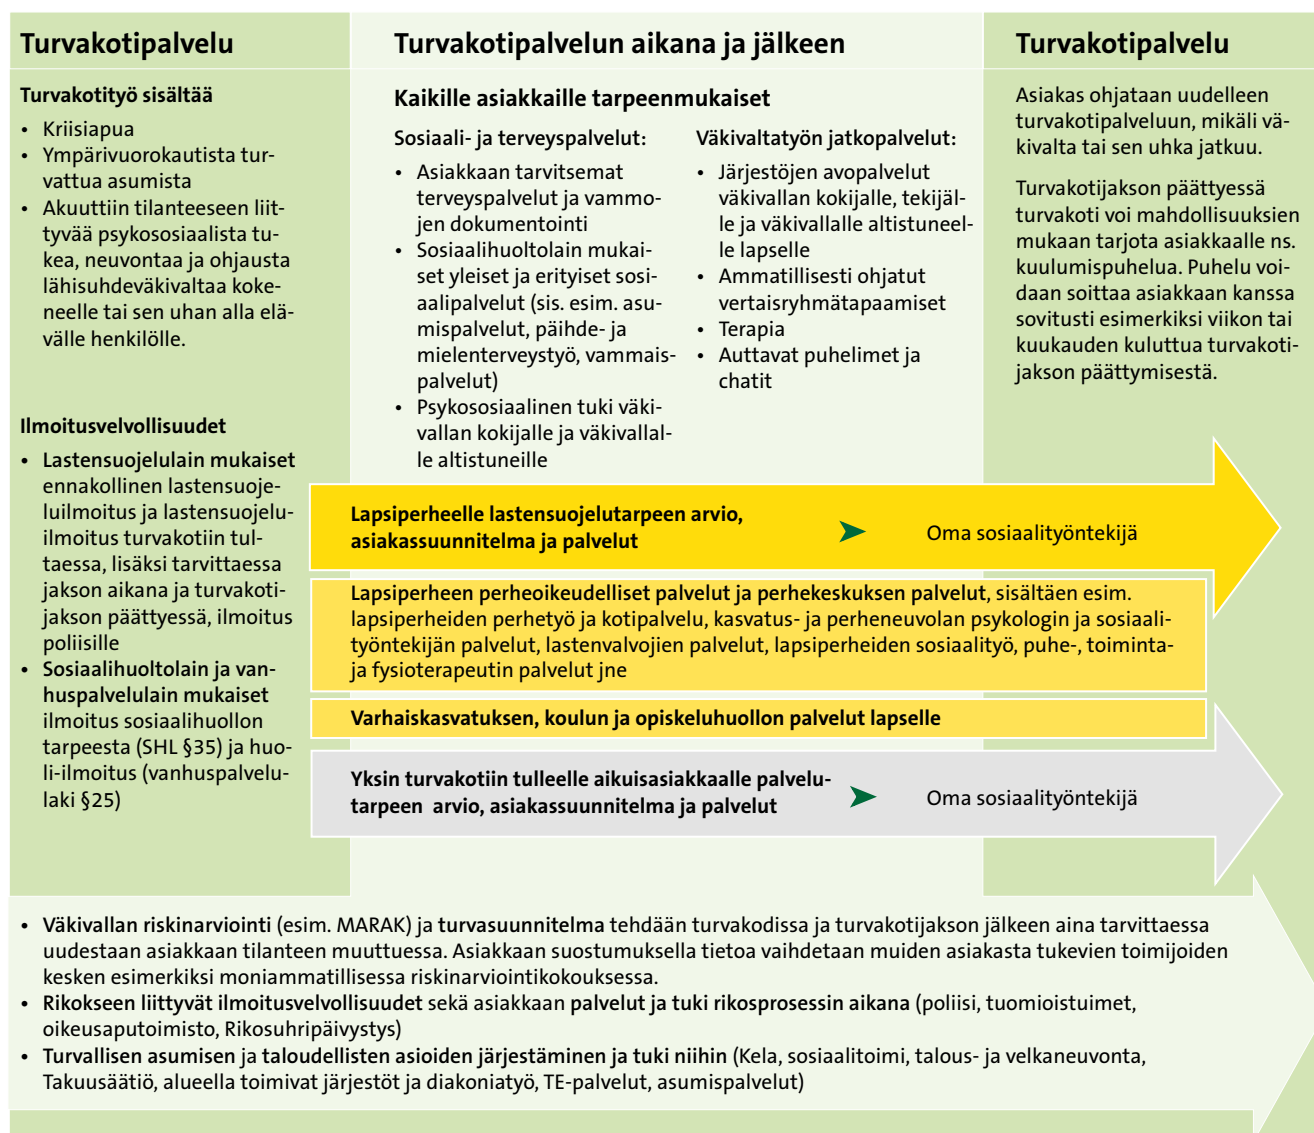 Turvakotipalvelu
Turvakotityö sisältää
• Kriisiapua
• Ympärivuorokautista tur-
vattua asumista
• Akuuttiin tilanteeseen liit-
tyvää psykososiaalista tu-
kea, neuvontaa ja ohjausta
lähisuhdeväkivaltaa koke-
neelle tai sen uhan alla elä-
välle henkilölle.
Ilmoitusvelvollisuudet
• Lastensuojelulain mukaiset
ennakollinen lastensuoje-
luilmoitus ja lastensuojelu-
ilmoitus turvakotiin tul-
taessa, lisäksi tarvittaessa
jakson aikana ja turvakoti-
jakson päättyessä, ilmoitus
poliisille
• Sosiaalihuoltolain ja van-
huspalvelulain mukaiset
ilmoitus sosiaalihuollon
tarpeesta (SHL §35) ja huo-
li-ilmoitus (vanhuspalvelu-
laki §25)
Turvakotipalvelun aikana ja jälkeen
Kaikille asiakkaille tarpeenmukaiset
Sosiaali- ja terveyspalvelut:
• Asiakkaan tarvitsemat
terveyspalvelut ja vammo-
jen dokumentointi
• Sosiaalihuoltolain mukai-
set yleiset ja erityiset sosi-
aalipalvelut (sis. esim. asu-
mispalvelut, päihde- ja
mielenterveystyö, vammais-
palvelut)
• Psykososiaalinen tuki väki-
vallan kokijalle ja väkivallal-
le altistuneille
Väkivaltatyön jatkopalvelut:
• Järjestöjen avopalvelut
väkivallan kokijalle, tekijäl-
le ja väkivallalle altistuneel-
le lapselle
• Ammatillisesti ohjatut
vertaisryhmätapaamiset
• Terapia
• Auttavat puhelimet ja
chatit
Turvakotipalvelu
Asiakas ohjataan uudelleen
turvakotipalveluun, mikäli vä-
kivalta tai sen uhka jatkuu.
Turvakotijakson päättyessä
turvakoti voi mahdollisuuksien
mukaan tarjota asiakkaalle ns.
kuulumispuhelua. Puhelu voi-
daan soittaa asiakkaan kanssa
sovitusti esimerkiksi viikon tai
kuukauden kuluttua turvakoti-
jakson päättymisestä.
Lapsiperheelle lastensuojelutarpeen arvio,
asiakassuunnitelma ja palvelut
Oma sosiaalityöntekijä
Lapsiperheen perheoikeudelliset palvelut ja perhekeskuksen palvelut, sisältäen esim.
lapsiperheiden perhetyö ja kotipalvelu, kasvatus- ja perheneuvolan psykologin ja sosiaali-
työntekijän palvelut, lastenvalvojien palvelut, lapsiperheiden sosiaalityö, puhe-, toiminta-
ja fysioterapeutin palvelut jne
Varhaiskasvatuksen, koulun ja opiskeluhuollon palvelut lapselle
Yksin turvakotiin tulleelle aikuisasiakkaalle palvelu-
tarpeen arvio, asiakassuunnitelma ja palvelut
Oma sosiaalityöntekijä
• Väkivallan riskinarviointi (esim. MARAK) ja turvasuunnitelma tehdään turvakodissa ja turvakotijakson jälkeen aina tarvittaessa
uudestaan asiakkaan tilanteen muuttuessa. Asiakkaan suostumuksella tietoa vaihdetaan muiden asiakasta tukevien toimijoiden
kesken esimerkiksi moniammatillisessa riskinarviointikokouksessa.
• Rikokseen liittyvät ilmoitusvelvollisuudet sekä asiakkaan palvelut ja tuki rikosprosessin aikana (poliisi, tuomioistuimet,
oikeusaputoimisto, Rikosuhripäivystys)
• Turvallisen asumisen ja taloudellisten asioiden järjestäminen ja tuki niihin (Kela, sosiaalitoimi, talous- ja velkaneuvonta,
Takuusäätiö, alueella toimivat järjestöt ja diakoniatyö, TE-palvelut, asumispalvelut)